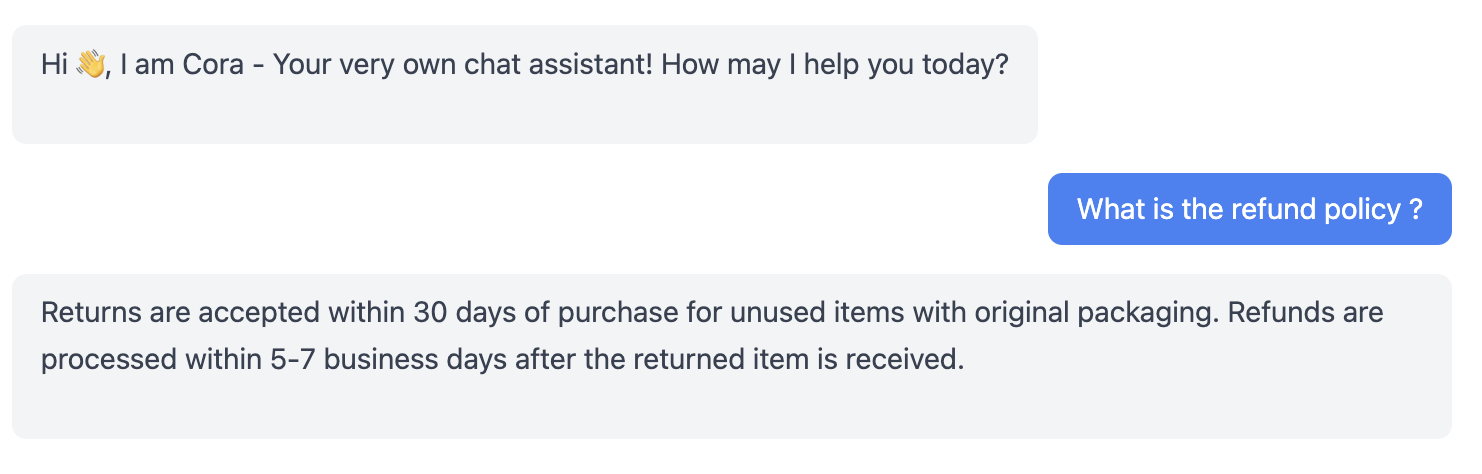 Hi 👋, I am Cora - Your very own chat assistant! How may I help you today?
What is the refund policy ?
Returns are accepted within 30 days of purchase for unused items with original packaging. Refunds are
processed within 5-7 business days after the returned item is received.